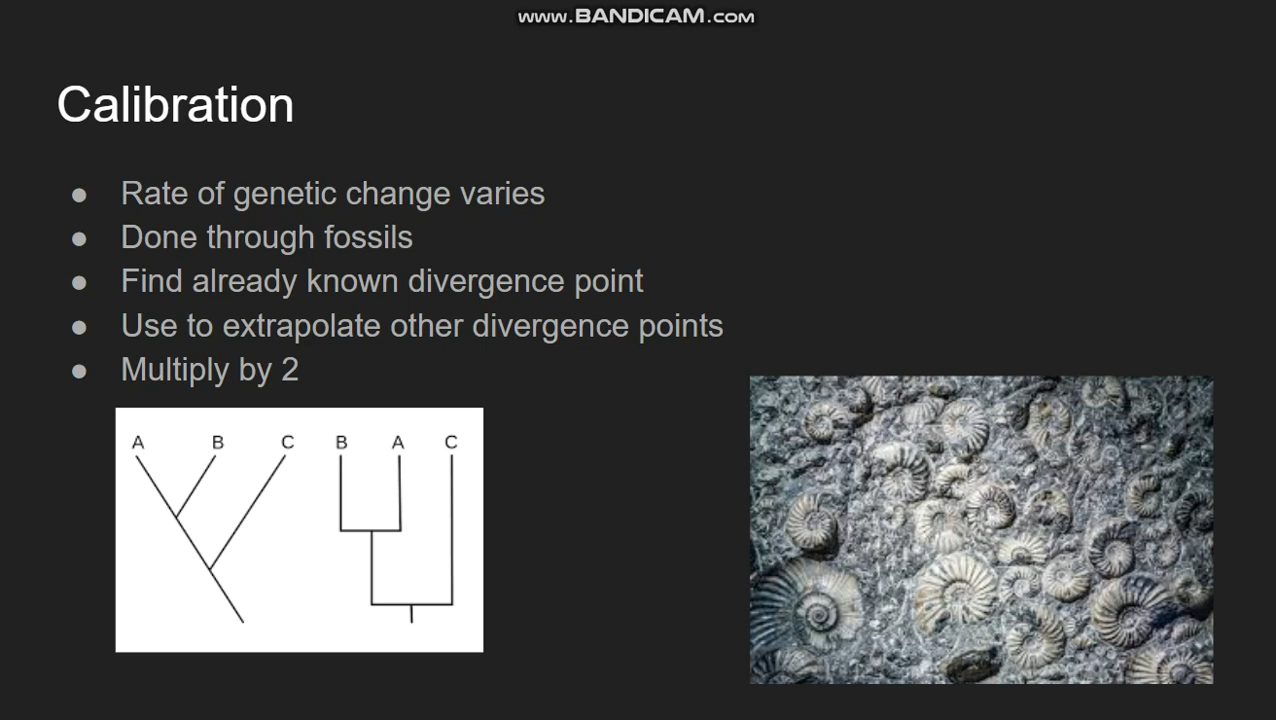 www.BANDICAM.com
Calibration
● Rate of genetic change varies
● Done through fossils
● Find already known divergence point
● Use to extrapolate other divergence points
● Multiply by 2
A B C B A C